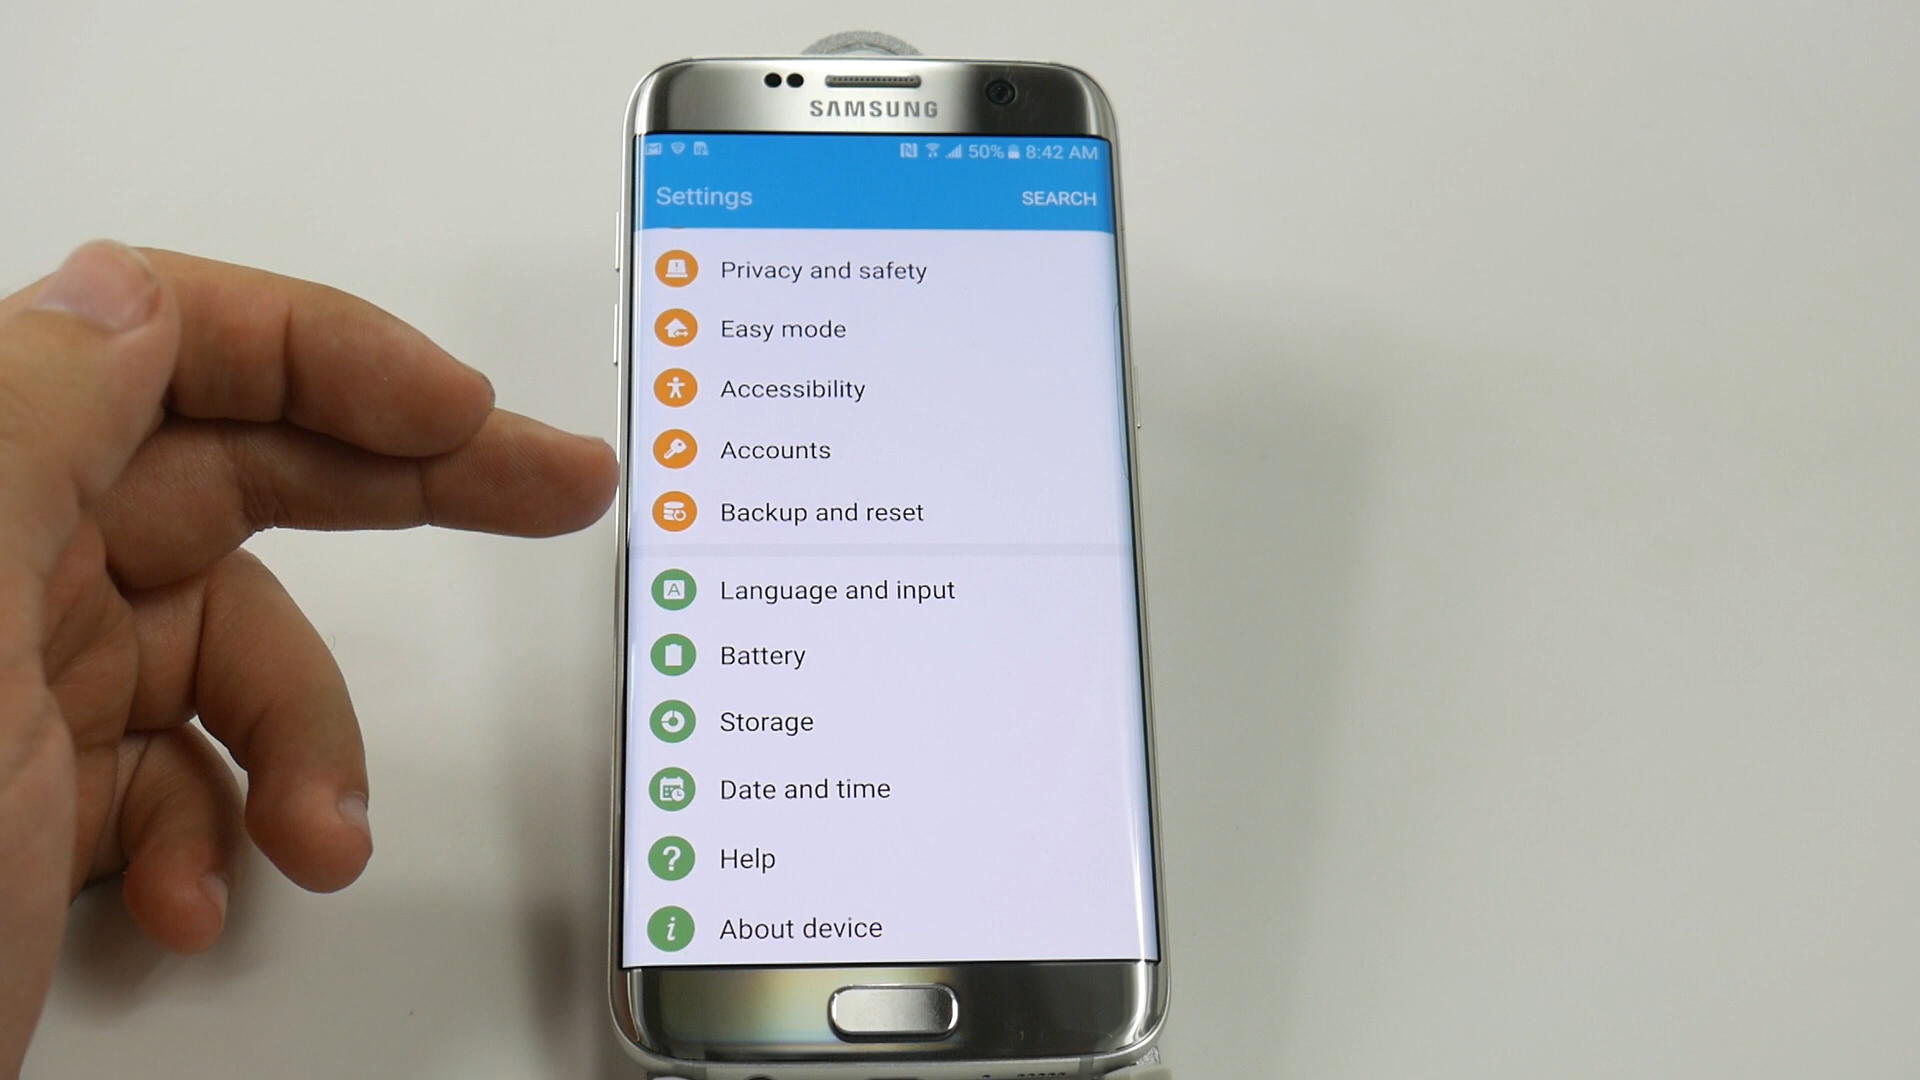 SAMSUNG
50% 8:42 AM
Settings SEARCH
Privacy and safety
Easy mode
Accessibility
Accounts
Backup and reset
A Language and input
Battery
Storage
Date and time
? Help
i About device